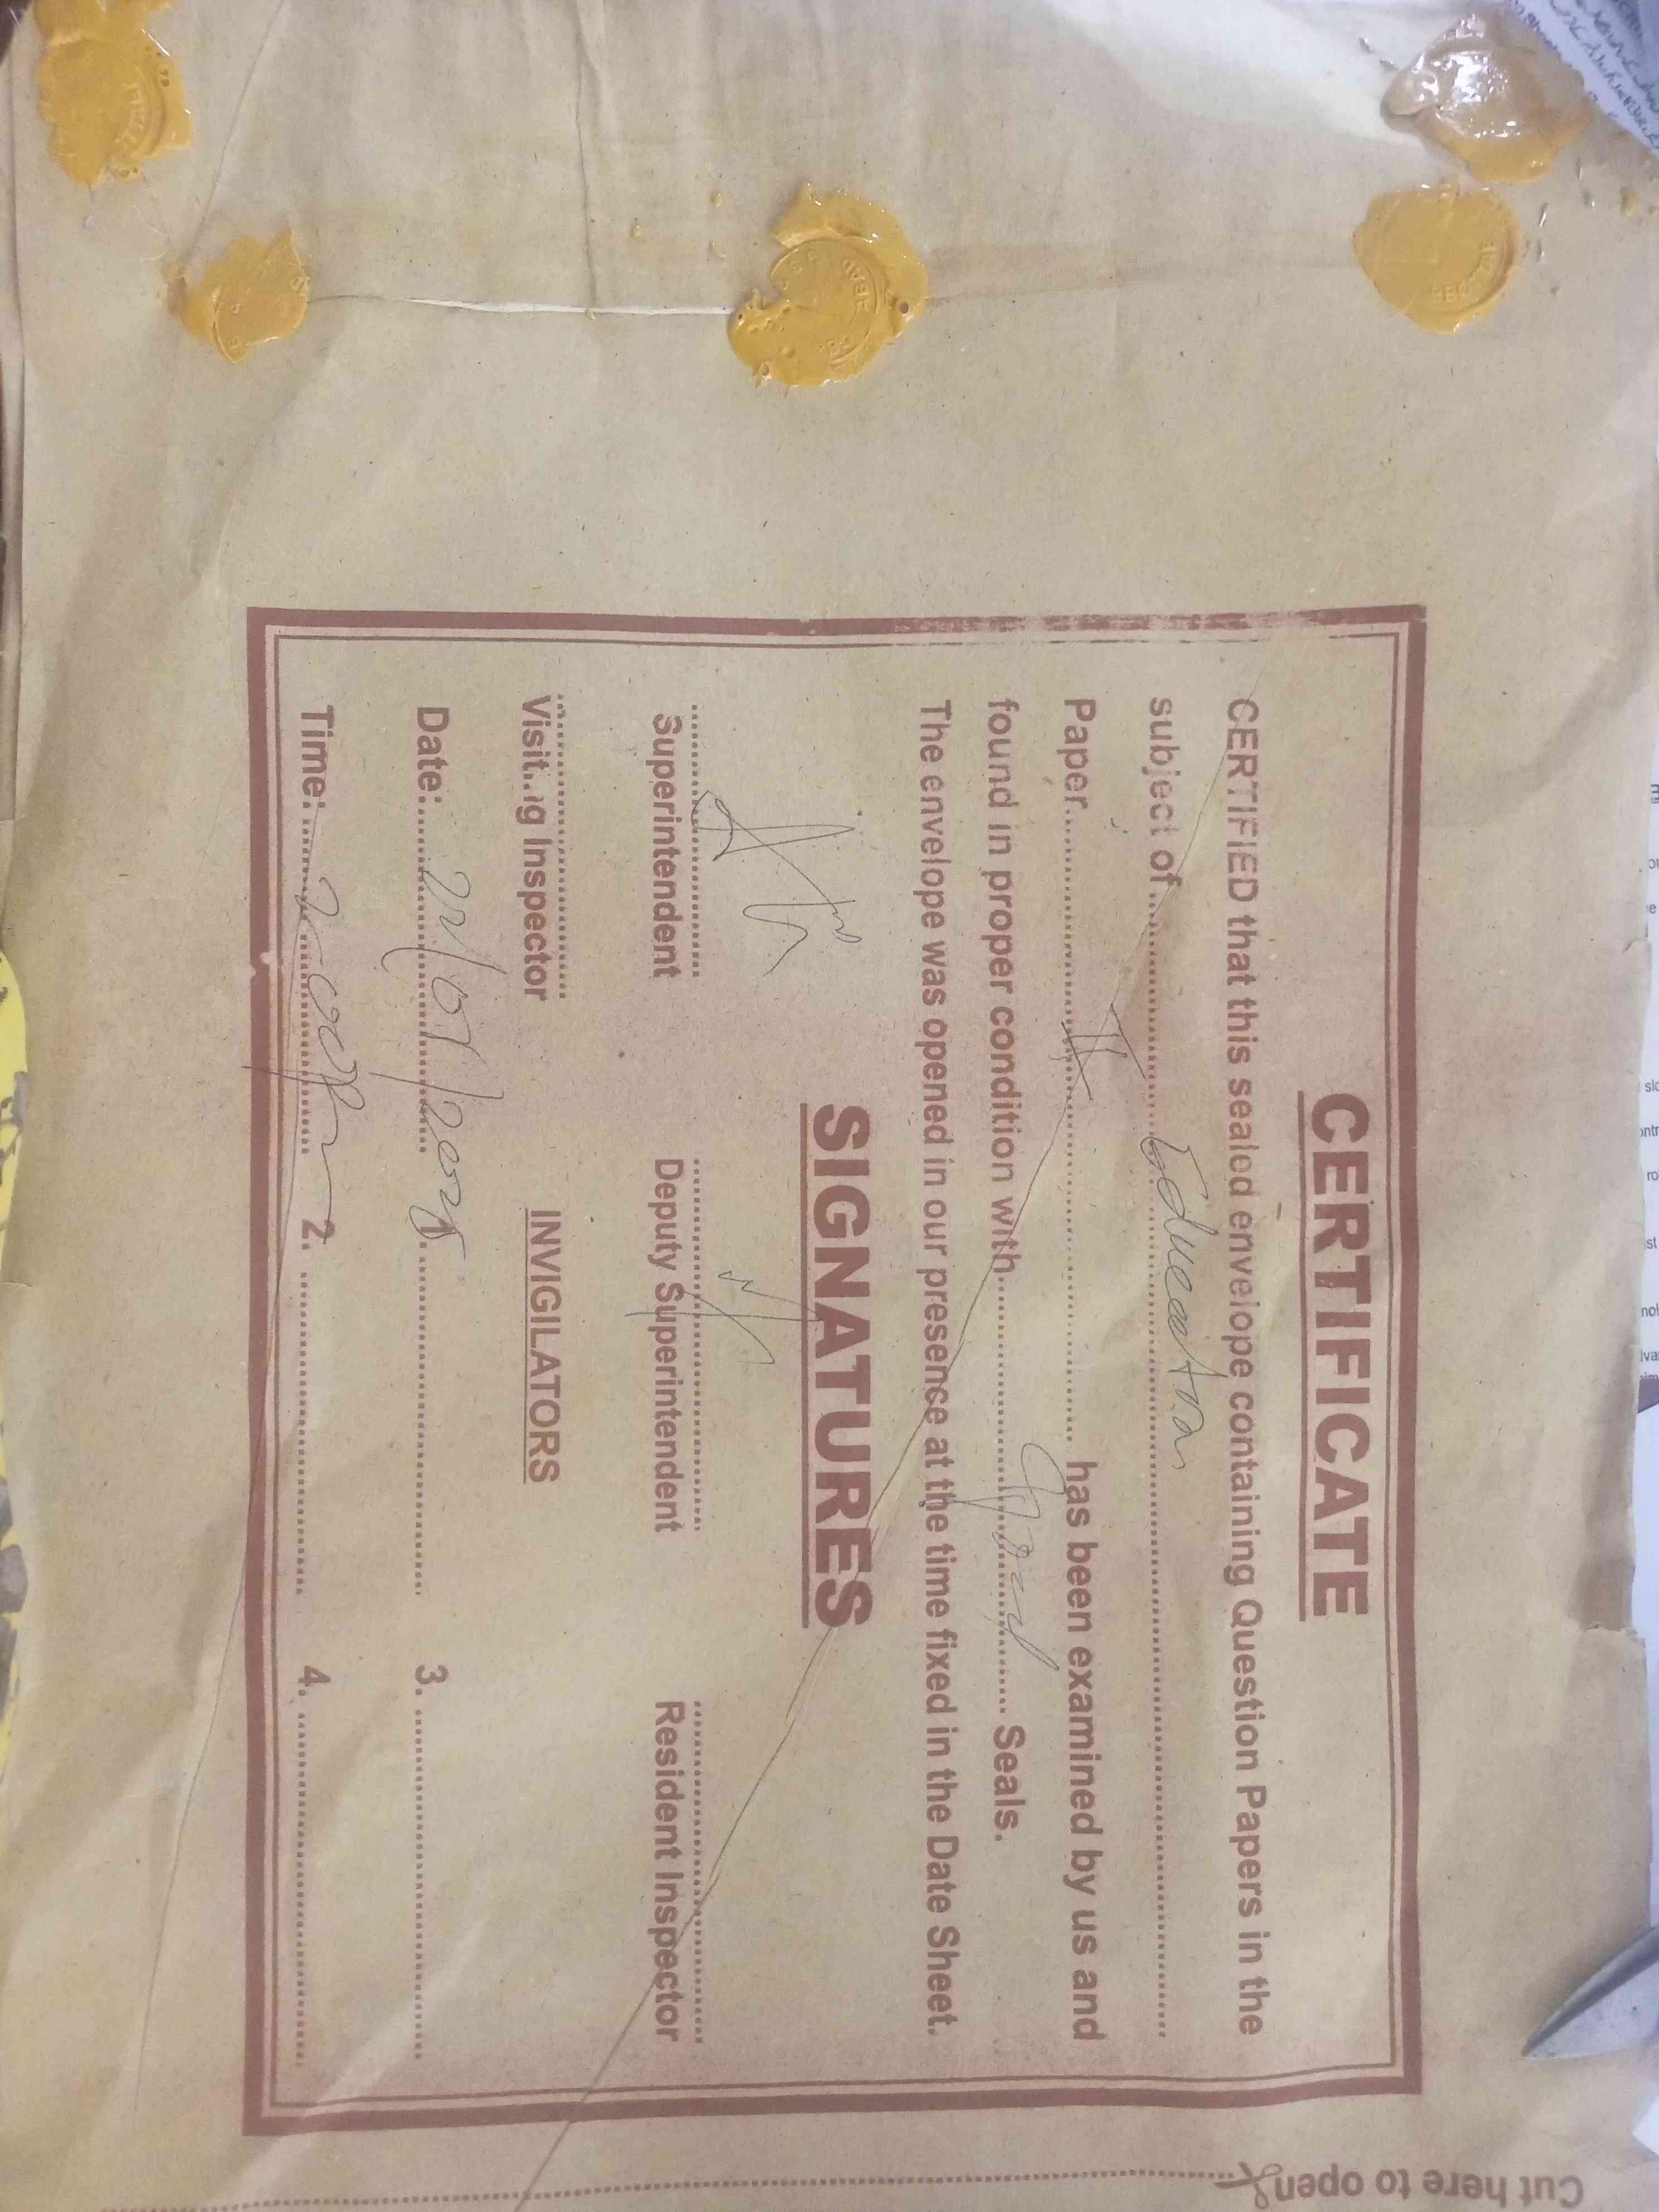 CERTIFICATE
CERTIFIED that this sealed envelope containing Question Papers in the
subject of.......... Education ..........
Paper.......... II .......... has been examined by us and
found in proper condition with.......... Good .......... Seals.
The envelope was opened in our presence at the time fixed in the Date Sheet.
SIGNATURES
Superintendent Deputy Superintendent Resident Inspector
Visit..ig Inspector INVIGILATORS
Date:.......... 3. ..........
Time:.......... 2. .......... 4. ..........
Cut here to open